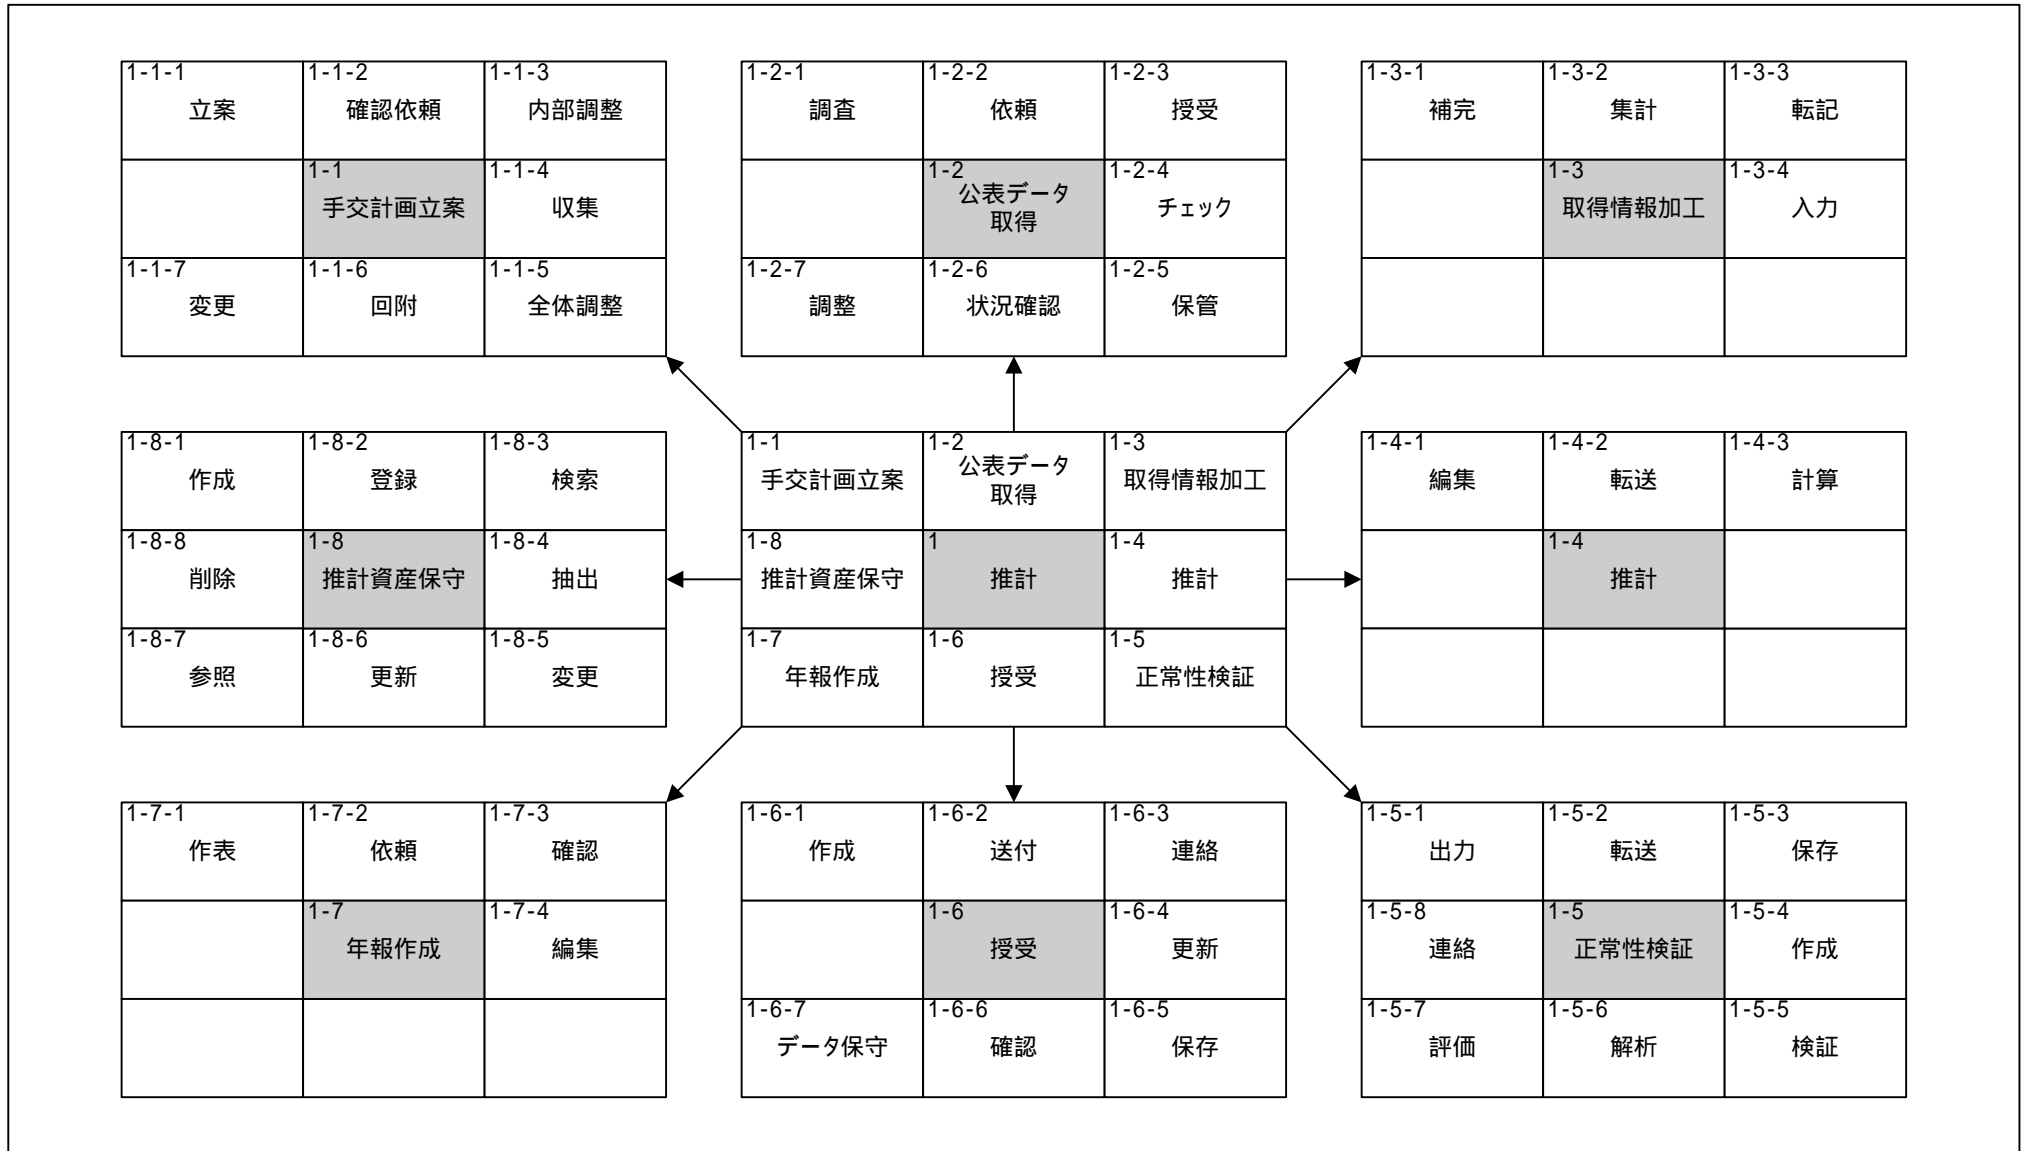 1-1-1
立案
1-1-2
確認依頼
1-1-3
内部調整
1-1
手交計画立案
1-1-4
収集
1-1-7
変更
1-1-6
回附
1-1-5
全体調整
1-2-1
調査
1-2-2
依頼
1-2-3
授受
1-2
公表データ
取得
1-2-4
チェック
1-2-7
調整
1-2-6
状況確認
1-2-5
保管
1-3-1
補完
1-3-2
集計
1-3-3
転記
1-3
取得情報加工
1-3-4
入力
1-8-1
作成
1-8-2
登録
1-8-3
検索
1-8-8
削除
1-8
推計資産保守
1-8-4
抽出
1-8-7
参照
1-8-6
更新
1-8-5
変更
1-1
手交計画立案
1-2
公表データ
取得
1-3
取得情報加工
1-8
推計資産保守
1
推計
1-4
推計
1-7
年報作成
1-6
授受
1-5
正常性検証
1-4-1
編集
1-4-2
転送
1-4-3
計算
1-4
推計
1-7-1
作表
1-7-2
依頼
1-7-3
確認
1-7
年報作成
1-7-4
編集
1-6-1
作成
1-6-2
送付
1-6-3
連絡
1-6
授受
1-6-4
更新
1-6-7
データ保守
1-6-6
確認
1-6-5
保存
1-5-1
出力
1-5-2
転送
1-5-3
保存
1-5-8
連絡
1-5
正常性検証
1-5-4
作成
1-5-7
評価
1-5-6
解析
1-5-5
検証